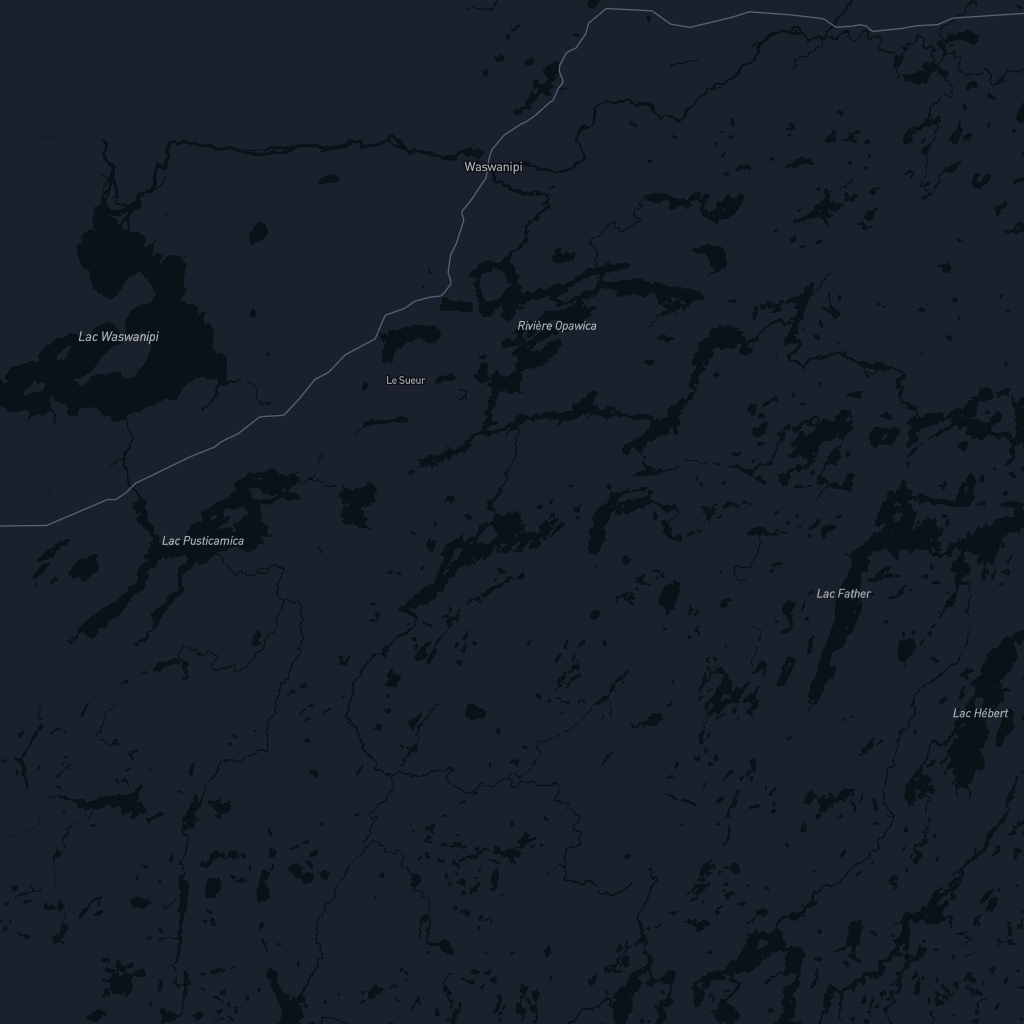 Waswanipi
Rivière Opawica
Lac Waswanipi
Le Sueur
Lac Pusticamica
Lac Father
Lac Hébert